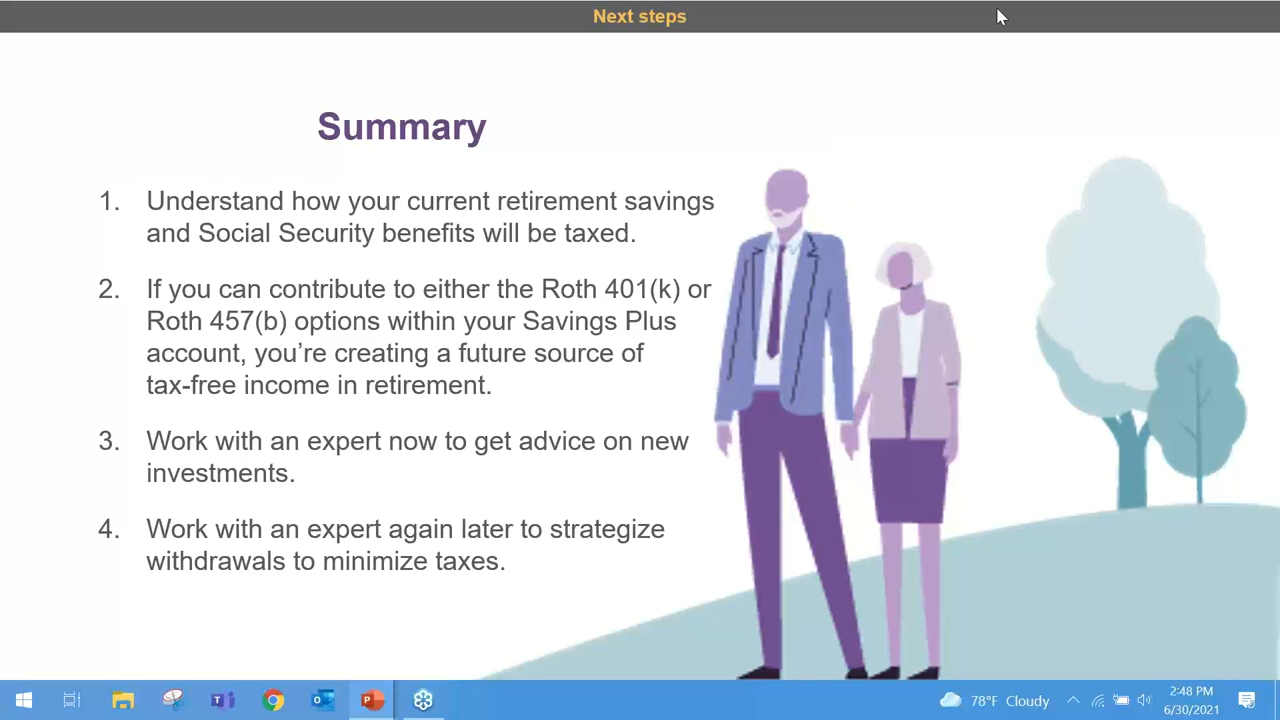 Next steps
Summary
1. Understand how your current retirement savings
and Social Security benefits will be taxed.
2. If you can contribute to either the Roth 401(k) or
Roth 457(b) options within your Savings Plus
account, you’re creating a future source of
tax-free income in retirement.
3. Work with an expert now to get advice on new
investments.
4. Work with an expert again later to strategize
withdrawals to minimize taxes.
78°F Cloudy
2:48 PM
6/30/2021